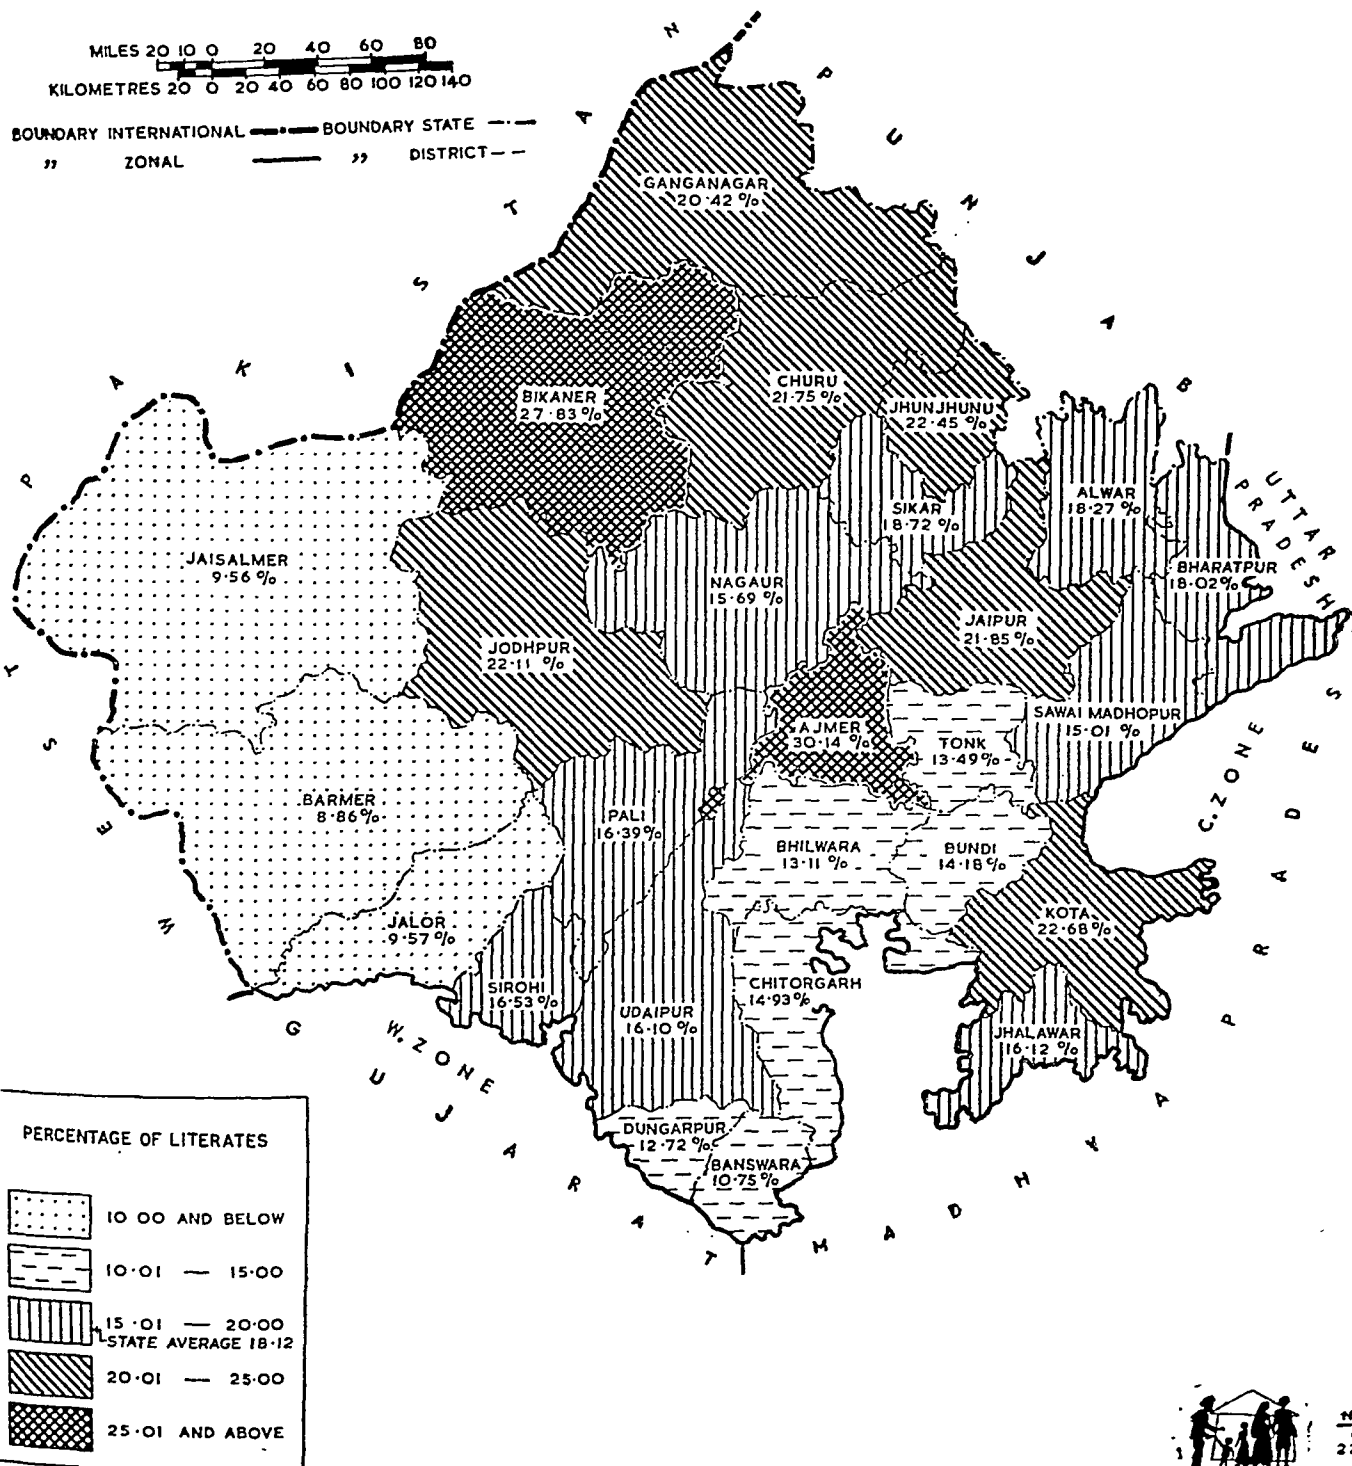 MILES 20 10 0 20 40 60 80
KILOMETRES 20 0 20 40 60 80 100 120 140
BOUNDARY INTERNATIONAL BOUNDARY STATE
" ZONAL " DISTRICT
WEST PAKISTAN
PUNJAB
UTTAR
PRADESH
GANGANAGAR
20·42 %
BIKANER
27·83 %
CHURU
21·75 %
JHUNJHUNU
22·45 %
SIKAR
18·72 %
ALWAR
18·27 %
BHARATPUR
18·02 %
JAISALMER
9·56 %
NAGAUR
15·69 %
JAIPUR
21·85 %
JODHPUR
22·11 %
SAWAI MADHOPUR
15·01 %
AJMER
30·14 %
TONK
13·49 %
BARMER
8·86 %
PALI
16·39 %
BHILWARA
13·11 %
BUNDI
14·18 %
KOTA
22·68 %
JALOR
9·57 %
SIROHI
16·53 %
CHITORGARH
14·93 %
UDAIPUR
16·10 %
JHALAWAR
16·12 %
DUNGARPUR
12·72 %
BANSWARA
10·75 %
C. ZONE
MADHYA PRADESH
W. ZONE
GUJARAT
PERCENTAGE OF LITERATES
10 00 AND BELOW
10·01 — 15·00
15·01 — 20·00
STATE AVERAGE 18·12
20·01 — 25·00
25·01 AND ABOVE